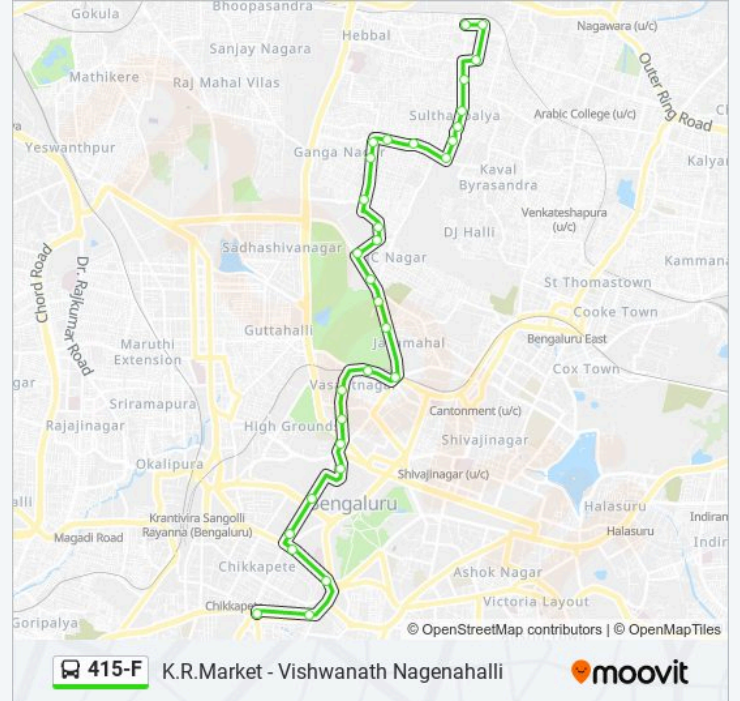 Bhoopasandra
Gokula
Nagawara (u/c)
Hebbal
Sanjay Nagara
Mathikere
Raj Mahal Vilas
Outer Ring Road
Sulthanpalya
Arabic College (u/c)
Yeswanthpur
Ganga Nagar
Kalya
Kaval
Byrasandra
Venkateshapura
(u/c)
DJ Halli
Sadhashivanagar
C Nagar
Kammana
Chord Road
Dr. Rajkumar Road
St Thomastown
Cooke Town
Guttahalli
Jayamahal
Maruthi
Extension
Bengaluru East
Cox Town
gar
Vasantnagar
Sriramapura
Cantonment (u/c)
Rajajinagar
High Grounds
Shivajinagar
Okalipura
Shivajinagar (u/c)
alli
Bengaluru
Halasuru
Krantivira Sangolli
Rayanna (Bengaluru)
Indiran
Magadi Road
Halasuru
Indir
Chikkapete
Ashok Nagar
Chikkapet
Victoria Layout
Goripalya
© OpenStreetMap contributors | © OpenMapTiles
415-F K.R.Market - Vishwanath Nagenahalli
moovit